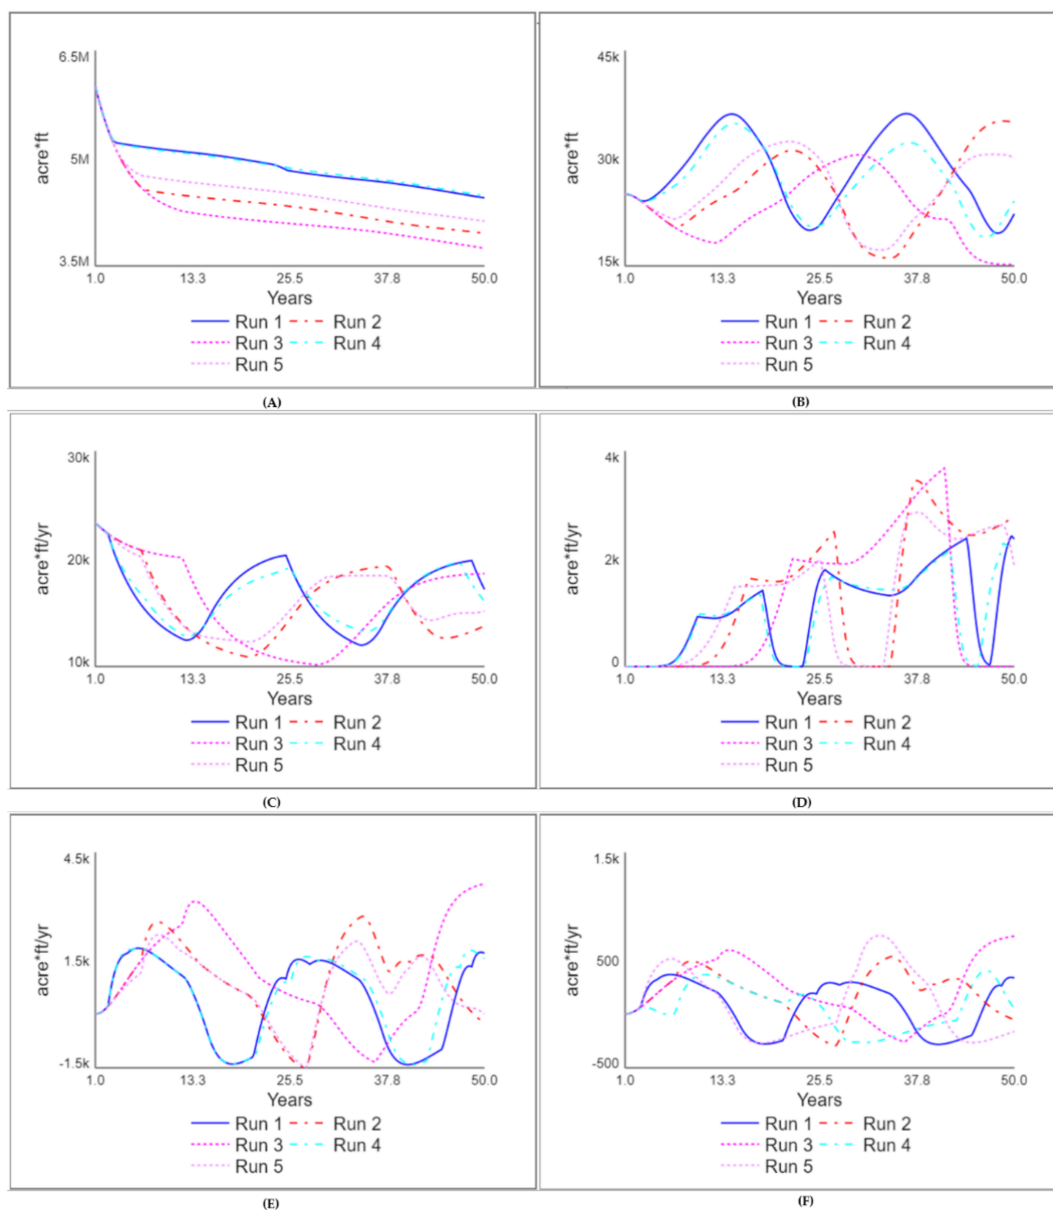 6.5M
5M
3.5M
acre*ft
1.0 13.3 25.5 37.8 50.0
Years
Run 1 Run 2
Run 3 Run 4
Run 5
(A)
45k
30k
15k
acre*ft
1.0 13.3 25.5 37.8 50.0
Years
Run 1 Run 2
Run 3 Run 4
Run 5
(B)
30k
20k
10k
acre*ft/yr
1.0 13.3 25.5 37.8 50.0
Years
Run 1 Run 2
Run 3 Run 4
Run 5
(C)
4k
2k
0
acre*ft/yr
1.0 13.3 25.5 37.8 50.0
Years
Run 1 Run 2
Run 3 Run 4
Run 5
(D)
4.5k
1.5k
-1.5k
acre*ft/yr
1.0 13.3 25.5 37.8 50.0
Years
Run 1 Run 2
Run 3 Run 4
Run 5
(E)
1.5k
500
-500
acre*ft/yr
1.0 13.3 25.5 37.8 50.0
Years
Run 1 Run 2
Run 3 Run 4
Run 5
(F)